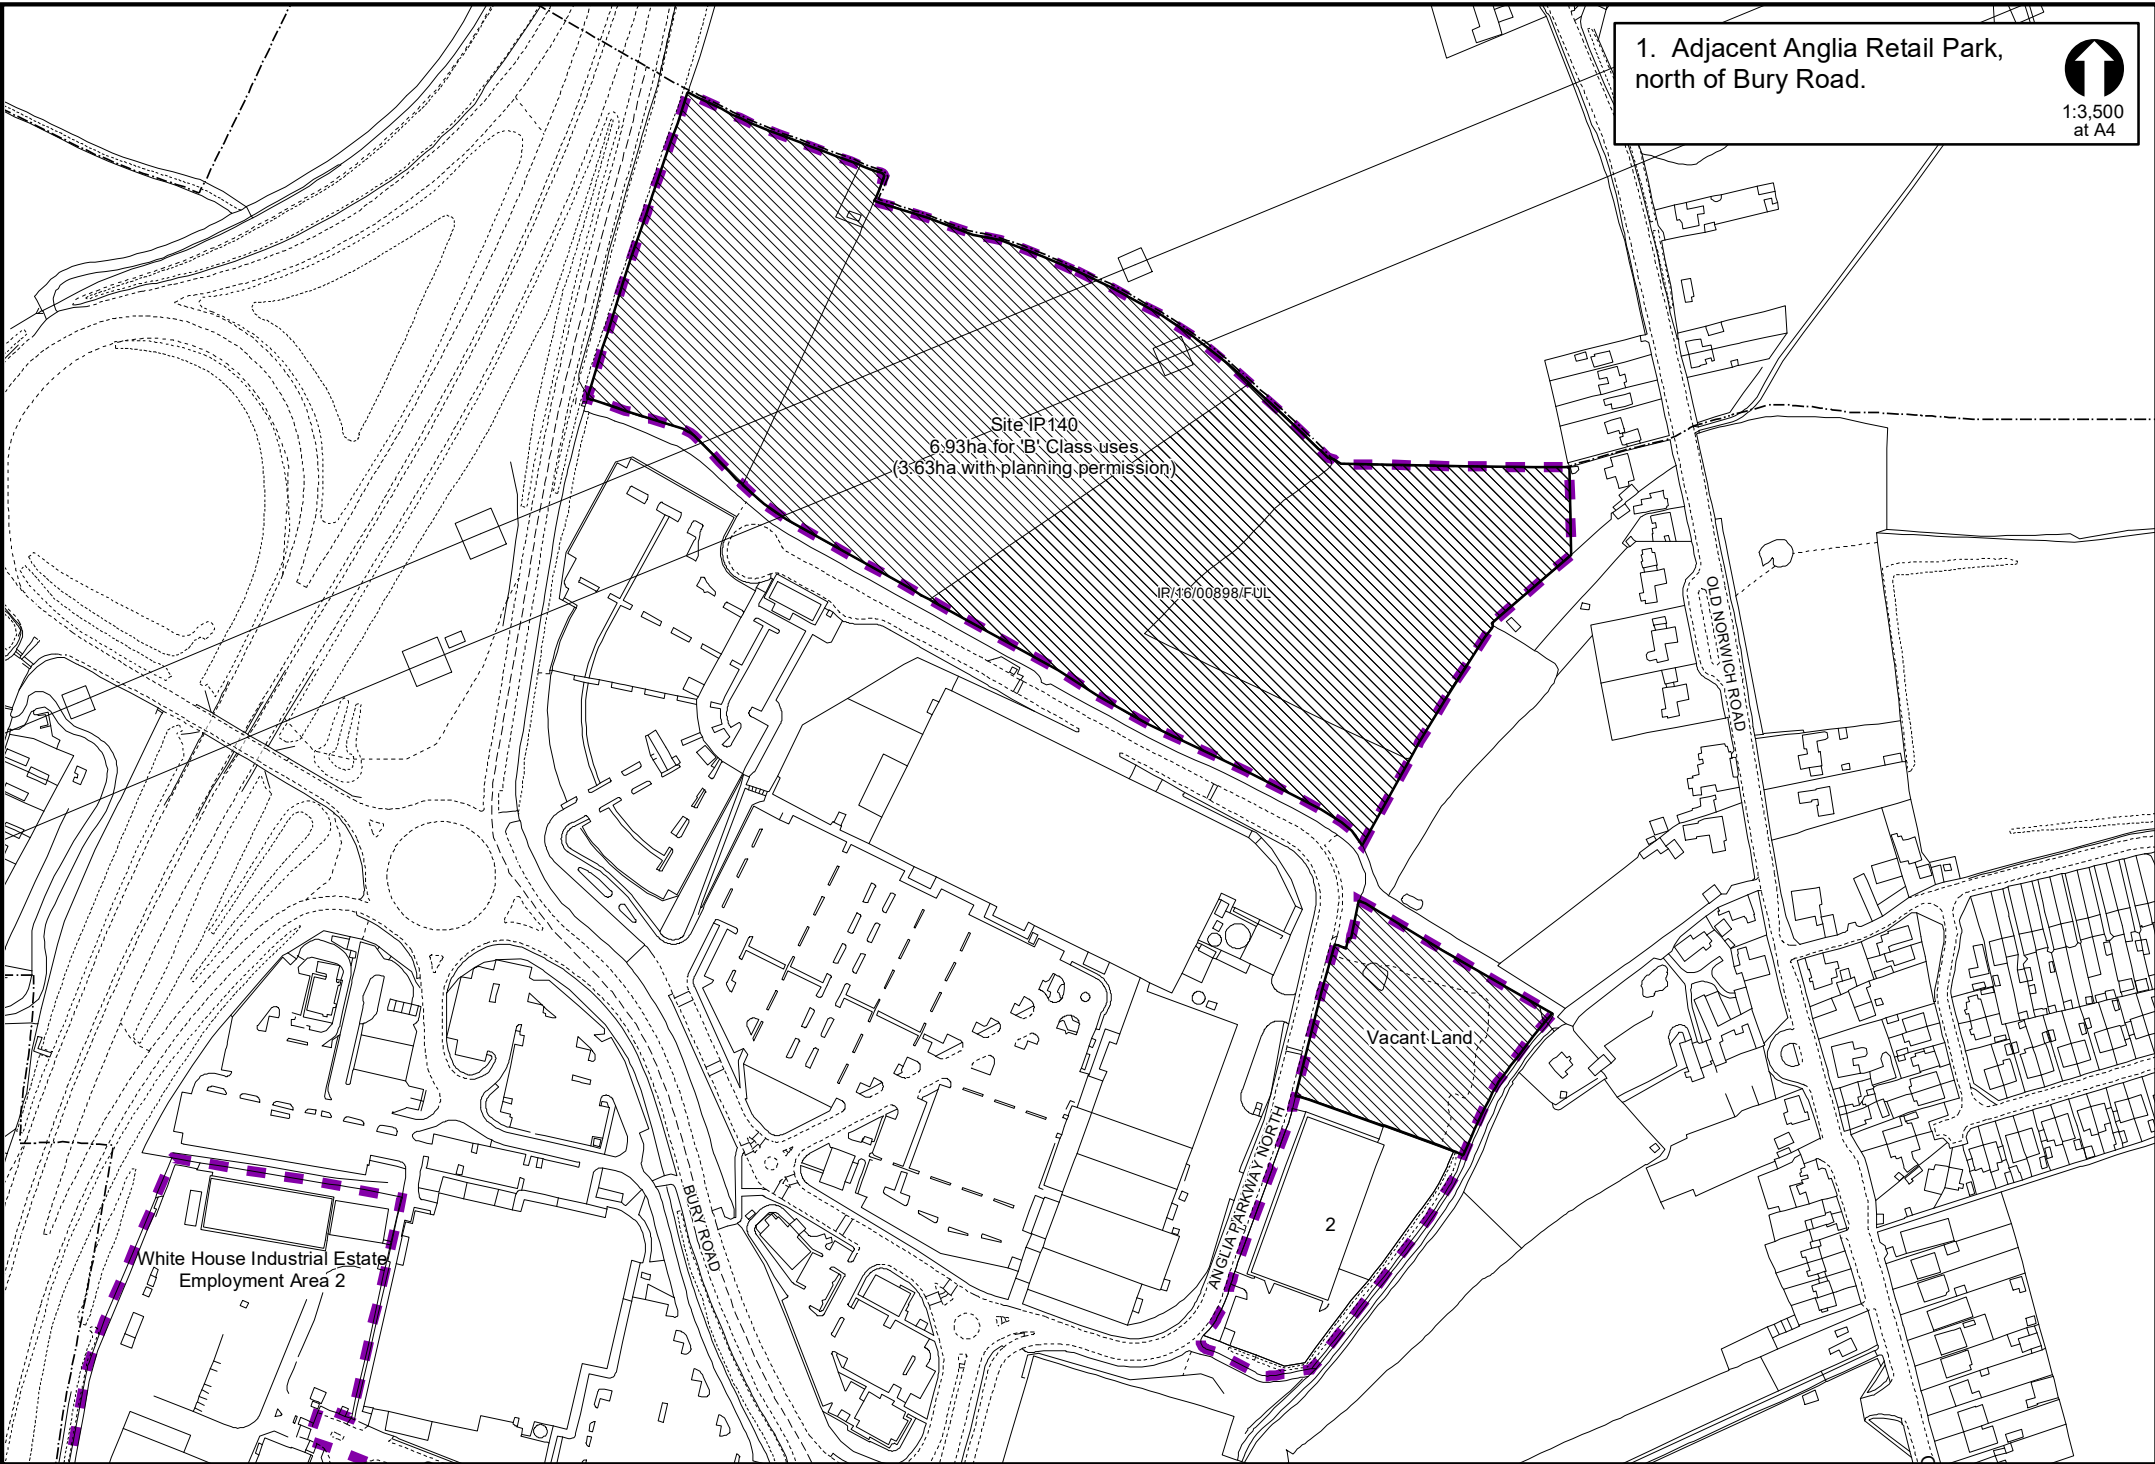 1. Adjacent Anglia Retail Park,
north of Bury Road.
1:3,500
at A4
Site IP140
6.93ha for 'B' Class uses
(3.63ha with planning permission)
IP/16/00898/FUL
OLD NORWICH ROAD
Vacant Land
ANGLIA PARKWAY NORTH
2
BURY ROAD
White House Industrial Estate
Employment Area 2